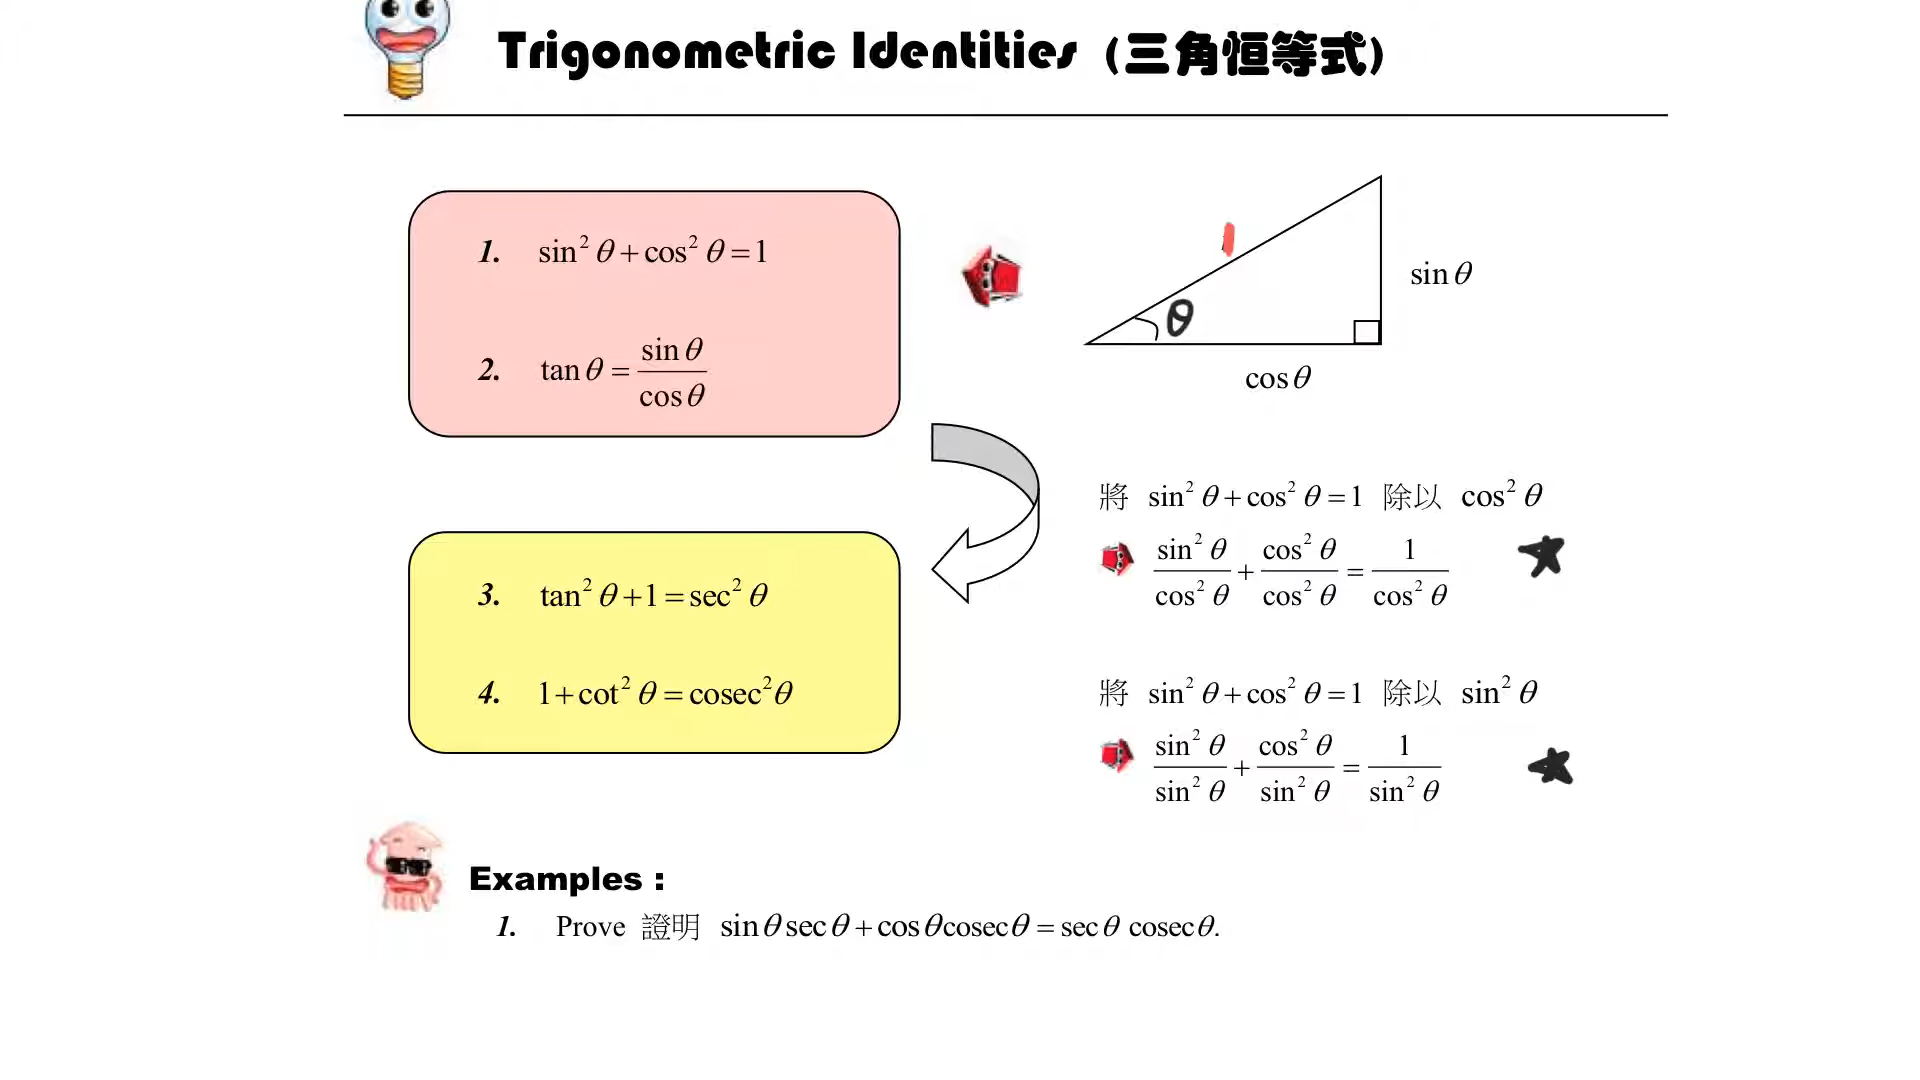 Trigonometric Identities (三角恒等式)
1. sin² θ + cos² θ = 1
2. tan θ = sin θ / cos θ
1
θ
sin θ
cos θ
3. tan² θ + 1 = sec² θ
4. 1 + cot² θ = cosec² θ
將 sin² θ + cos² θ = 1 除以 cos² θ
sin² θ / cos² θ + cos² θ / cos² θ = 1 / cos² θ
將 sin² θ + cos² θ = 1 除以 sin² θ
sin² θ / sin² θ + cos² θ / sin² θ = 1 / sin² θ
Examples :
1. Prove 證明 sin θ sec θ + cos θ cosec θ = sec θ cosec θ.